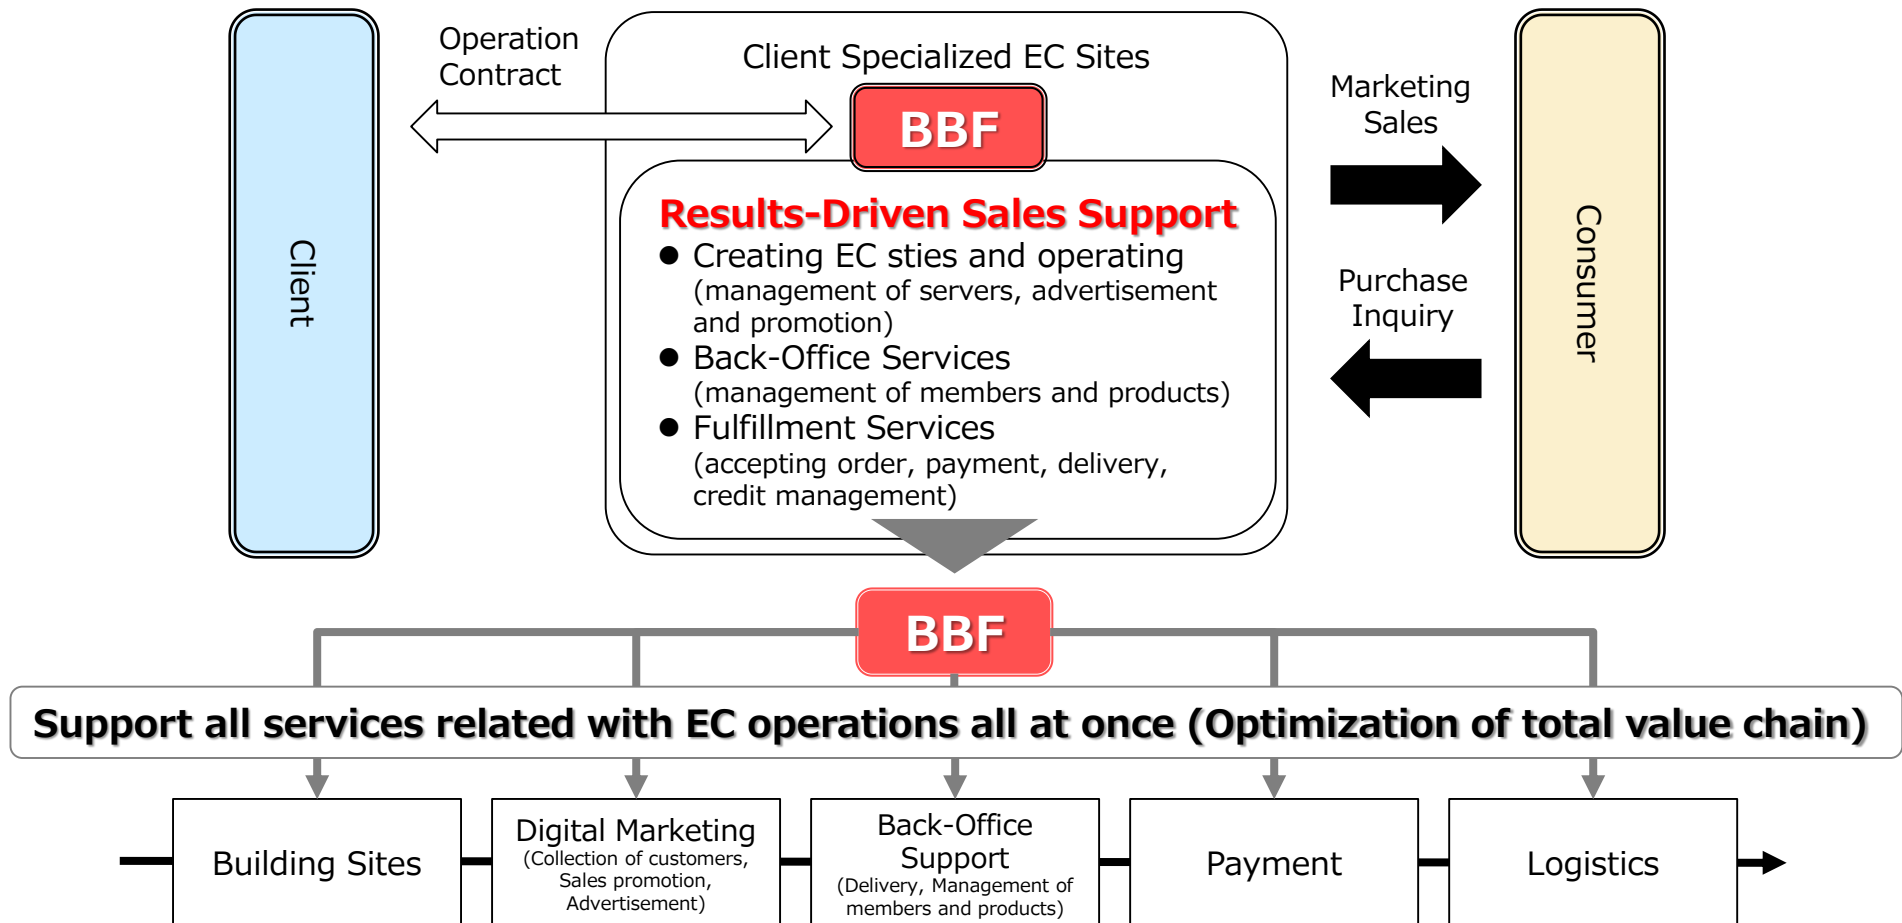 Client
Operation
Contract
Client Specialized EC Sites
BBF
Results-Driven Sales Support
● Creating EC sties and operating
(management of servers, advertisement
and promotion)
● Back-Office Services
(management of members and products)
● Fulfillment Services
(accepting order, payment, delivery,
credit management)
Marketing
Sales
Purchase
Inquiry
Consumer
BBF
Support all services related with EC operations all at once (Optimization of total value chain)
Building Sites
Digital Marketing
(Collection of customers,
Sales promotion,
Advertisement)
Back-Office
Support
(Delivery, Management of
members and products)
Payment
Logistics